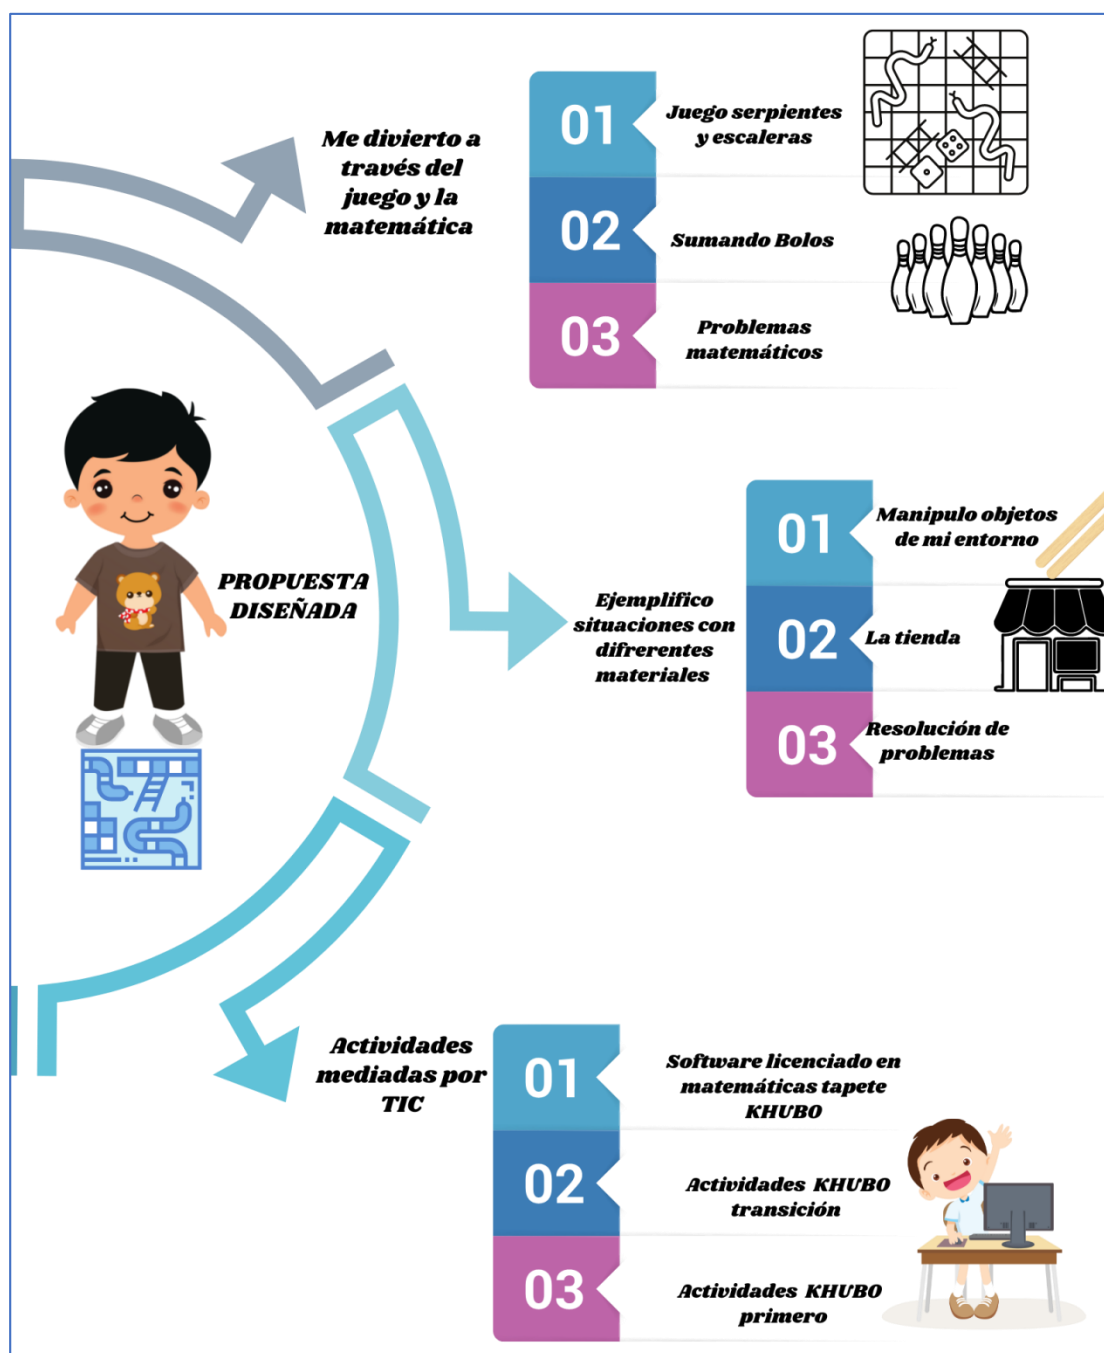 Me divierto a
través del
juego y la
matemática
01
Juego serpientes
y escaleras
02
Sumando Bolos
03
Problemas
matemáticos
PROPUESTA
DISEÑADA
Ejemplifico
situaciones con
difrerentes
materiales
01
Manipulo objetos
de mi entorno
02
La tienda
03
Resolución de
problemas
Actividades
mediadas por
TIC
01
Software licenciado en
matemáticas tapete
KHUBO
02
Actividades KHUBO
transición
03
Actividades KHUBO
primero